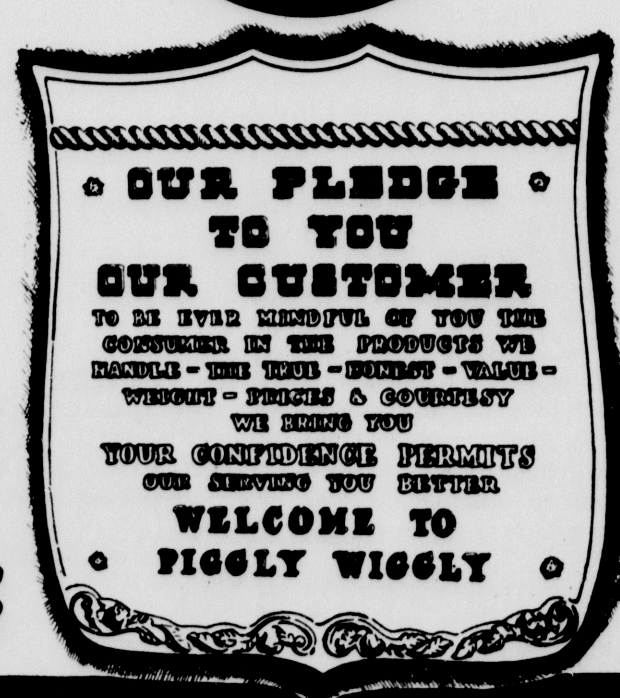 OUR PLEDGE
TO YOU
OUR CUSTOMER
TO BE EVER MINDFUL OF YOU THE
CONSUMER IN THE PRODUCTS WE
HANDLE - THE TRUE - HONEST - VALUE -
WEIGHT - PRICES & COURTESY
WE BRING YOU
YOUR CONFIDENCE PERMITS
OUR SERVING YOU BETTER
WELCOME TO
PIGGLY WIGGLY